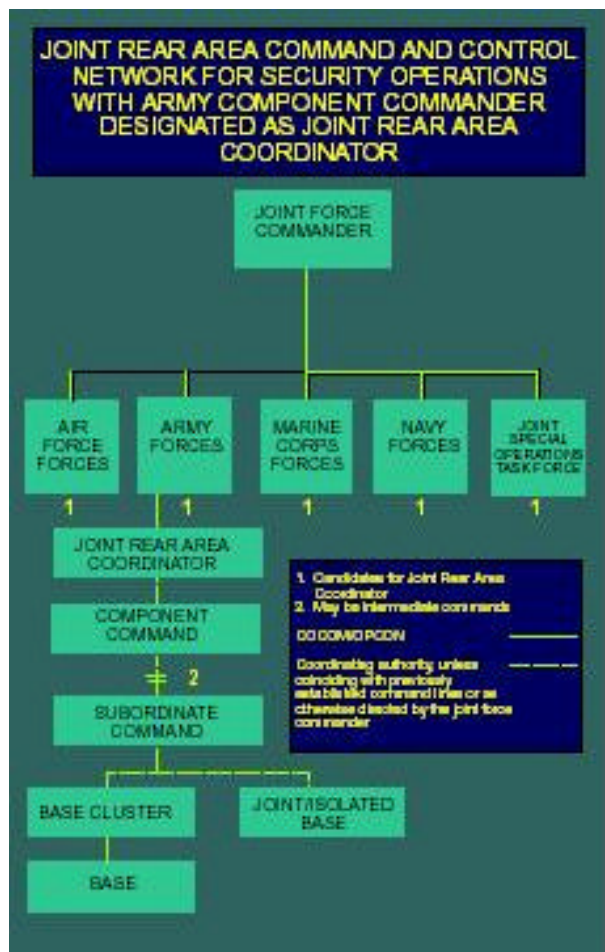 JOINT REAR AREA COMMAND AND CONTROL
NETWORK FOR SECURITY OPERATIONS
WITH ARMY COMPONENT COMMANDER
DESIGNATED AS JOINT REAR AREA
COORDINATOR
JOINT FORCE
COMMANDER
AIR
FORCE
FORCES
ARMY
FORCES
MARINE
CORPS
FORCES
NAVY
FORCES
JOINT
SPECIAL
OPERATIONS
TASK FORCE
1
1
1
1
1
JOINT REAR AREA
COORDINATOR
COMPONENT
COMMAND
2
SUBORDINATE
COMMAND
BASE CLUSTER
JOINT/ISOLATED
BASE
BASE
1. Candidates for Joint Rear Area
Coordinator
2. May be intermediate commands
COCOM/OPCON
Coordinating authority, unless
coinciding with previously
established command lines or as
otherwise directed by the joint force
commander